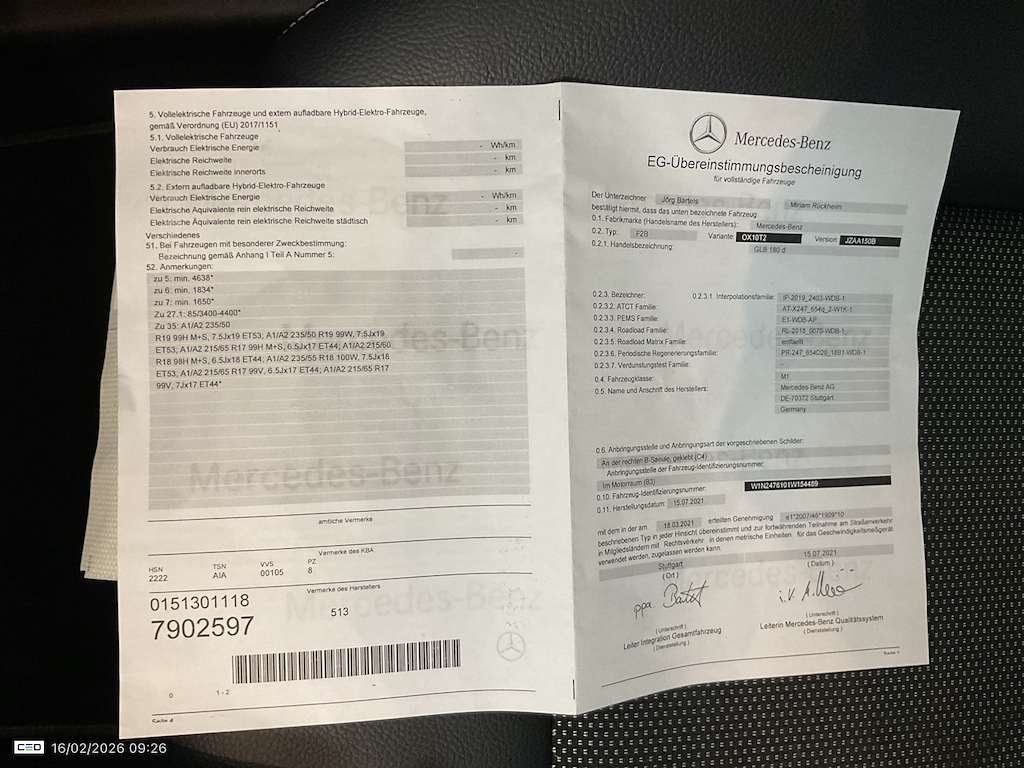 5. Vollelektrische Fahrzeuge und extern aufladbare Hybrid-Elektro-Fahrzeuge,
gemäß Verordnung (EU) 2017/1151
5.1. Vollelektrische Fahrzeuge
Verbrauch Elektrische Energie - Wh/km
Elektrische Reichweite - km
Elektrische Reichweite innerorts - km
5.2. Extern aufladbare Hybrid-Elektro-Fahrzeuge
Verbrauch Elektrische Energie - Wh/km
Elektrische Äquivalente rein elektrische Reichweite - km
Elektrische Äquivalente rein elektrische Reichweite städtisch - km
Verschiedenes
51. Bei Fahrzeugen mit besonderer Zweckbestimmung:
Bezeichnung gemäß Anhang I Teil A Nummer 5: -
52. Anmerkungen:
zu 5: min. 4638*
zu 6: min. 1834*
zu 7: min. 1650*
Zu 27.1: 85/3400-4400*
Zu 35: A1/A2 235/50
R19 99H M+S, 7.5Jx19 ET53; A1/A2 235/50 R19 99W, 7.5Jx19
ET53; A1/A2 215/65 R17 99H M+S, 6.5Jx17 ET44; A1/A2 215/60
R18 98H M+S, 6.5Jx18 ET44; A1/A2 235/55 R18 100W, 7.5Jx18
ET53; A1/A2 215/65 R17 99V, 6.5Jx17 ET44; A1/A2 215/65 R17
99V, 7Jx17 ET44*
amtliche Vermerke
Vermerke des KBA
HSN TSN VVS PZ
2222 AIA 00105 8
Vermerke des Herstellers
0151301118 513
7902597
0 1 - 2
Seite 4
Mercedes-Benz
EG-Übereinstimmungsbescheinigung
für vollständige Fahrzeuge
Der Unterzeichner Jörg Bartels Miriam Rückheim
bestätigt hiermit, dass das unten bezeichnete Fahrzeug
0.1. Fabrikmarke (Handelsname des Herstellers): Mercedes-Benz
0.2. Typ: F2B Variante: OX10T2 Version: JZAA150B
0.2.1. Handelsbezeichnung: GLB 180 d
0.2.3. Bezeichner: 0.2.3.1. Interpolationsfamilie: IP-2019_2403-WDB-1
0.2.3.2. ATCT Familie: AT-X247_654q_2-W1K-1
0.2.3.3. PEMS Familie: E1-WDB-AP
0.2.3.4. Roadload Familie: RL-2018_0070-WDB-1
0.2.3.5. Roadload Matrix Familie: entfaellt
0.2.3.6. Periodische Regenerierungsfamilie: PR-247_654D28_18B1-WDB-1
0.2.3.7. Verdunstungstest Familie: -
0.4. Fahrzeugklasse: M1
0.5. Name und Anschrift des Herstellers: Mercedes-Benz AG
DE-70372 Stuttgart
Germany
0.6. Anbringungsstelle und Anbringungsart der vorgeschriebenen Schilder:
An der rechten B-Saeule, geklebt (C4)
Anbringungsstelle der Fahrzeug-Identifizierungsnummer:
Im Motorraum (B3)
0.10. Fahrzeug-Identifizierungsnummer: W1N2476101W154489
0.11. Herstellungsdatum: 15.07.2021
mit dem in der am 18.03.2021 erteilten Genehmigung e1*2007/46*1909*10
beschriebenen Typ in jeder Hinsicht übereinstimmt und zur fortwährenden Teilnahme am Straßenverkehr
in Mitgliedsländern mit Rechtsverkehr in denen metrische Einheiten für das Geschwindigkeitsmeßgerät
verwendet werden, zugelassen werden kann.
Stuttgart 15.07.2021
(Ort) (Datum)
ppa. i.V.
(Unterschrift) (Unterschrift)
Leiter Integration Gesamtfahrzeug Leiterin Mercedes-Benz Qualitätssystem
(Dienststellung) (Dienststellung)
Seite 1
16/02/2026 09:26